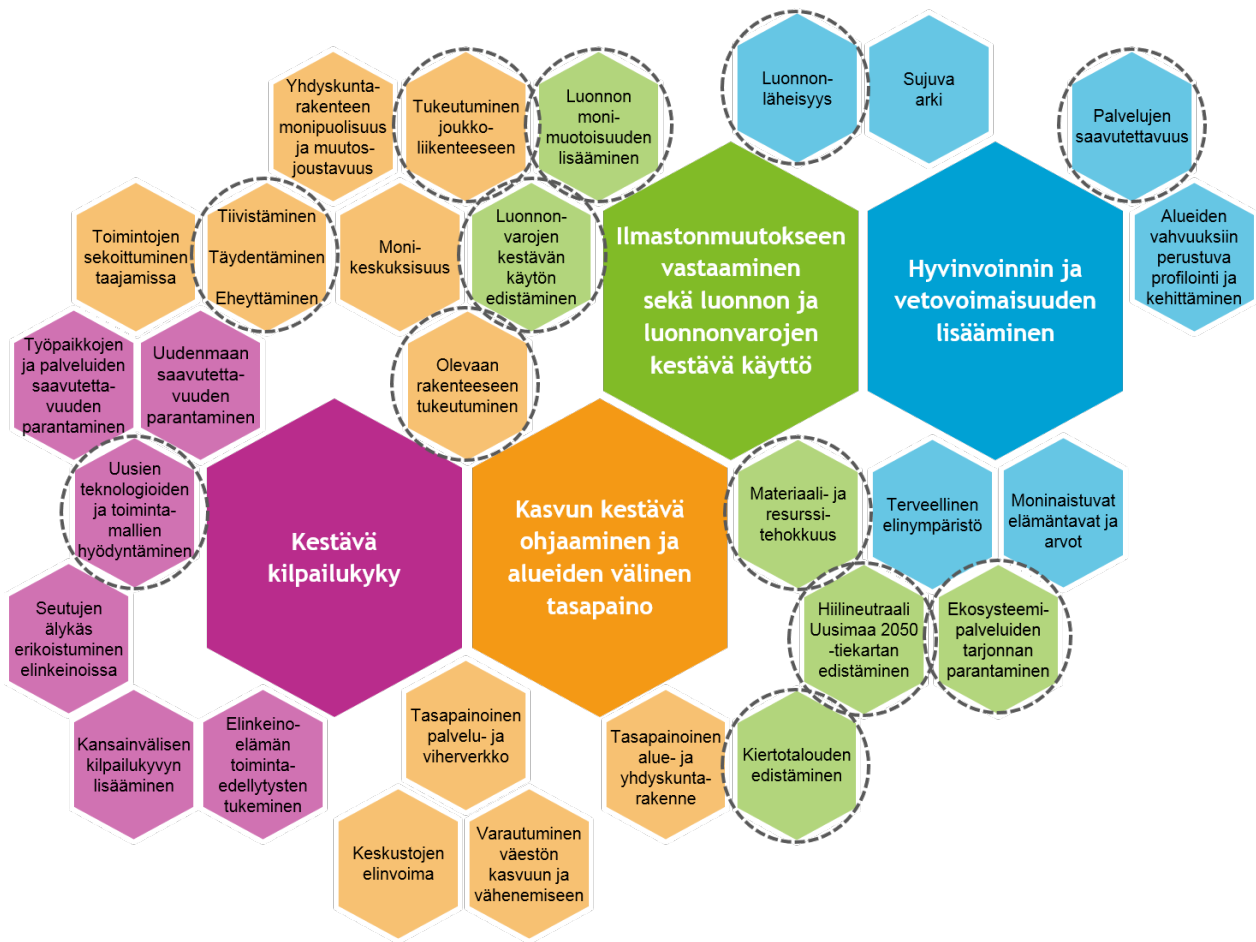 Luonnon-
läheisyys
Sujuva
arki
Yhdyskunta-
rakenteen
monipuolisuus
ja muutos-
joustavuus
Tukeutuminen
joukko-
liikenteeseen
Luonnon
moni-
muotoisuuden
lisääminen
Palvelujen
saavutettavuus
Toimintojen
sekoittuminen
taajamissa
Tiivistäminen
Täydentäminen
Eheyttäminen
Moni-
keskuksisuus
Luonnon-
varojen
kestävän
käytön
edistäminen
Ilmastonmuutokseen
vastaaminen
sekä luonnon ja
luonnonvarojen
kestävä käyttö
Hyvinvoinnin ja
vetovoimaisuuden
lisääminen
Alueiden
vahvuuksiin
perustuva
profilointi ja
kehittäminen
Työpaikkojen
ja palveluiden
saavutetta-
vuuden
parantaminen
Uudenmaan
saavutetta-
vuuden
parantaminen
Olevaan
rakenteeseen
tukeutuminen
Uusien
teknologioiden
ja toiminta-
mallien
hyödyntäminen
Kestävä
kilpailukyky
Kasvun kestävä
ohjaaminen ja
alueiden välinen
tasapaino
Materiaali- ja
resurssi-
tehokkuus
Terveellinen
elinympäristö
Moninaistuvat
elämäntavat ja
arvot
Seutujen
älykäs
erikoistuminen
elinkeinoissa
Hiilineutraali
Uusimaa 2050
-tiekartan
edistäminen
Ekosysteemi-
palveluiden
tarjonnan
parantaminen
Kansainvälisen
kilpailukyvyn
lisääminen
Elinkeino-
elämän
toiminta-
edellytysten
tukeminen
Tasapainoinen
palvelu- ja
viherverkko
Tasapainoinen
alue- ja
yhdyskunta-
rakenne
Kiertotalouden
edistäminen
Keskustojen
elinvoima
Varautuminen
väestön
kasvuun ja
vähenemiseen